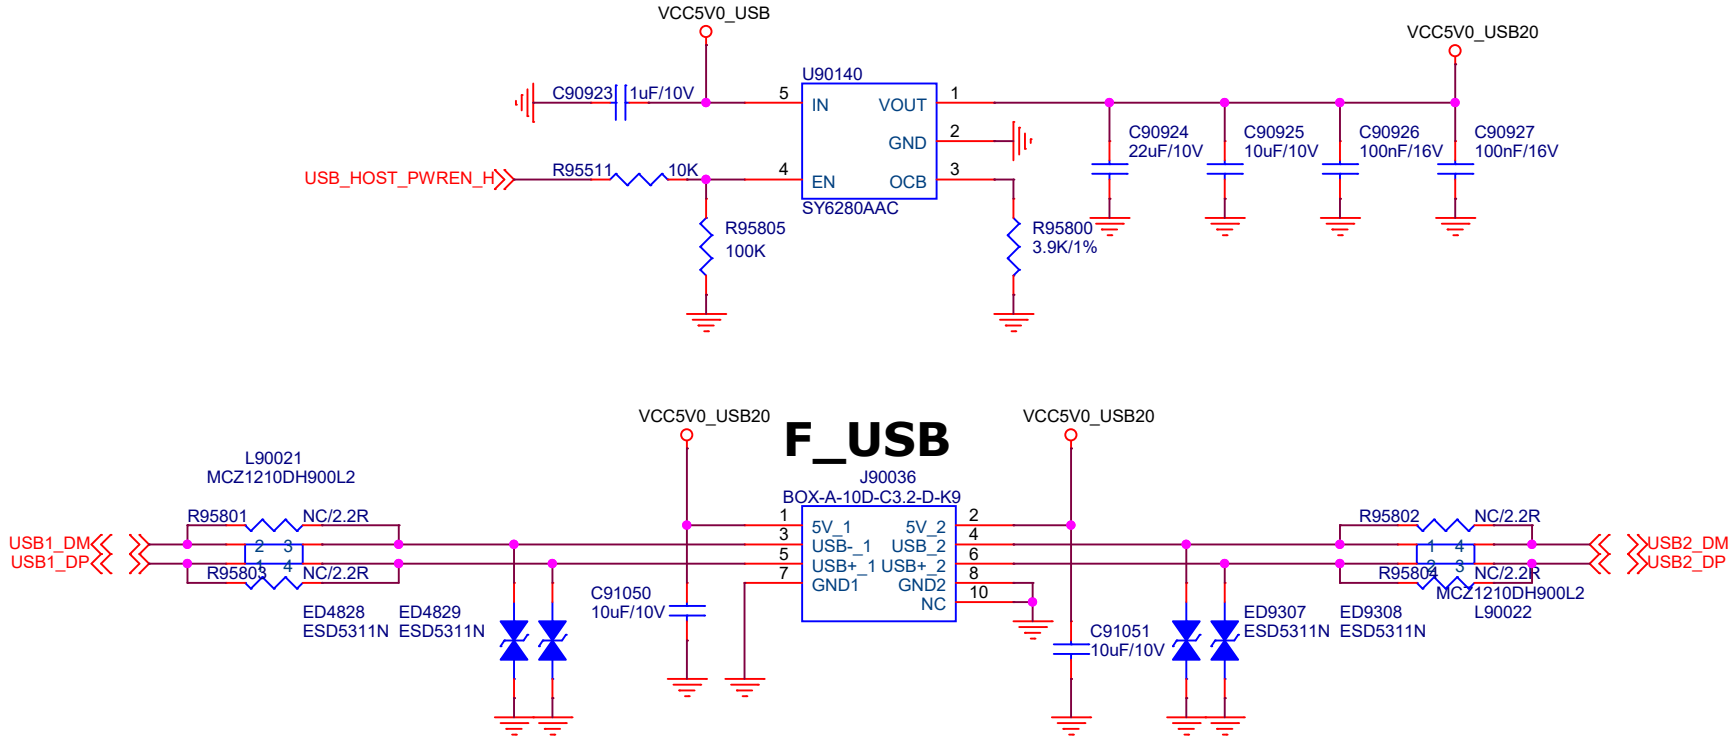 VCC5V0_USB
VCC5V0_USB20
U90140
C90923 1uF/10V
5 IN VOUT 1
GND 2
USB_HOST_PWREN_H
R95511 10K
4 EN OCB 3
SY6280AAC
C90924
22uF/10V
C90925
10uF/10V
C90926
100nF/16V
C90927
100nF/16V
R95805
100K
R95800
3.9K/1%
VCC5V0_USB20
F_USB
VCC5V0_USB20
L90021
MCZ1210DH900L2
J90036
BOX-A-10D-C3.2-D-K9
R95801 NC/2.2R
1 5V_1 5V_2 2
R95802 NC/2.2R
USB1_DM
2 3
3 USB-_1 USB_2 4
1 4
USB2_DM
USB1_DP
1 4
5 USB+_1 USB+_2 6
2 3
USB2_DP
R95803 NC/2.2R
7 GND1 GND2 8
R95804 NC/2.2R
NC 10
MCZ1210DH900L2
L90022
ED4828
ESD5311N
ED4829
ESD5311N
C91050
10uF/10V
C91051
10uF/10V
ED9307
ESD5311N
ED9308
ESD5311N